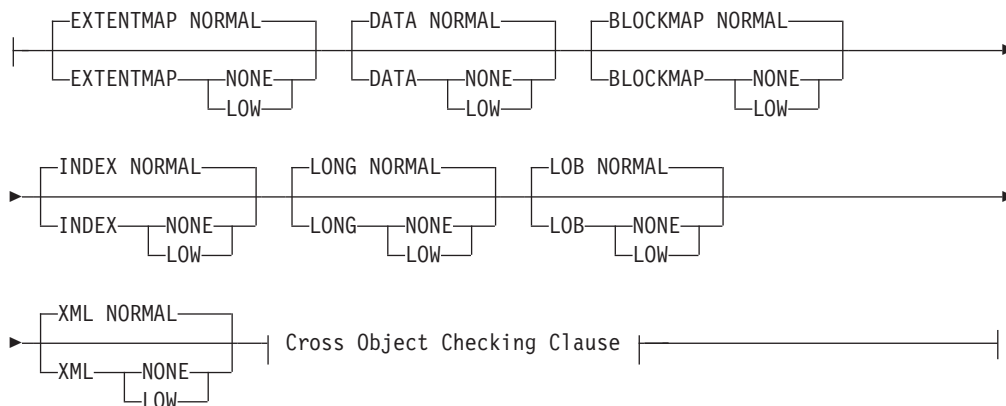 EXTENTMAP NORMAL DATA NORMAL BLOCKMAP NORMAL
EXTENTMAP NONE DATA NONE BLOCKMAP NONE
LOW LOW LOW
INDEX NORMAL LONG NORMAL LOB NORMAL
INDEX NONE LONG NONE LOB NONE
LOW LOW LOW
XML NORMAL
Cross Object Checking Clause
XML NONE
LOW